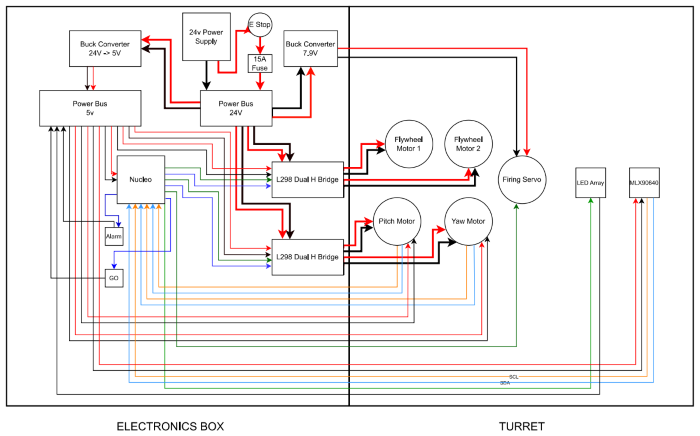 24v Power
Supply
E Stop
15A
Fuse
Buck Converter
24V -> 5V
Buck Converter
7.9V
Power Bus
5v
Power Bus
24V
Flywheel
Motor 1
Flywheel
Motor 2
Nucleo
L298 Dual H Bridge
Firing Servo
LED Array
MLX90640
Alarm
Pitch Motor
Yaw Motor
GO
L298 Dual H Bridge
SCL
SDA
ELECTRONICS BOX
TURRET